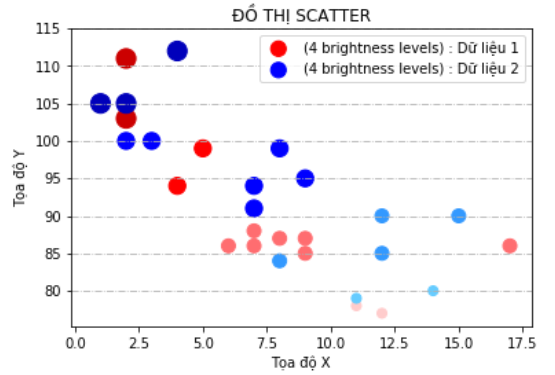 ĐỒ THỊ SCATTER
(4 brightness levels) : Dữ liệu 1
(4 brightness levels) : Dữ liệu 2
Tọa độ Y
115
110
105
100
95
90
85
80
0.0 2.5 5.0 7.5 10.0 12.5 15.0 17.5
Tọa độ X